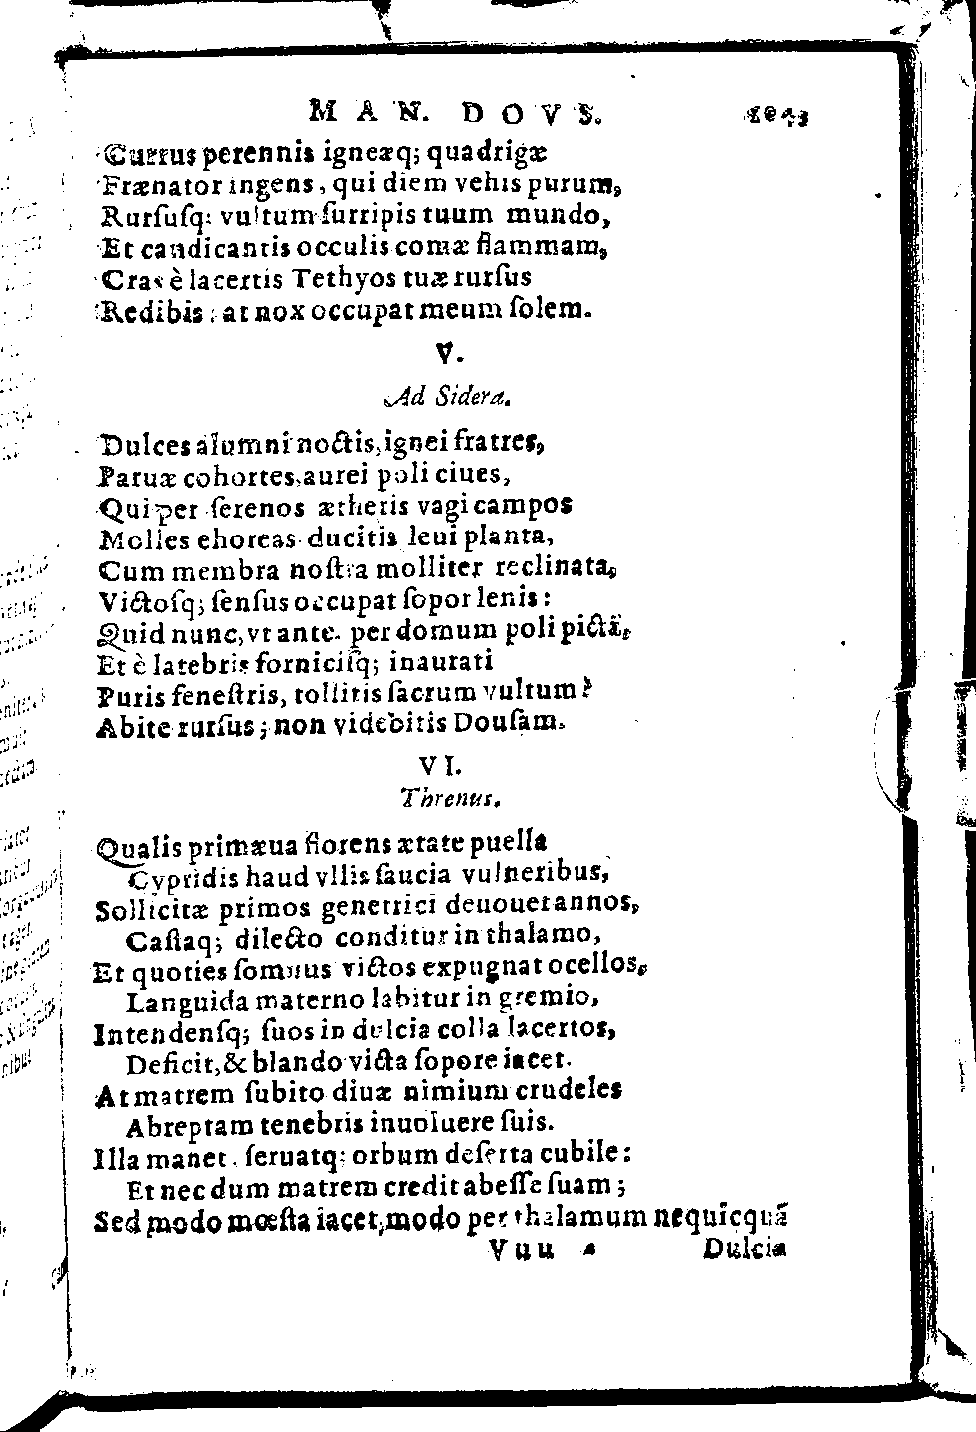 MAN. DOVS.
Currus perennis igneæq; quadrigæ
Frænator ingens, qui diem vehis purum,
Rurſuſq: vultum ſurripis tuum mundo,
Et candicantis occulis comæ flammam,
Cras è lacertis Tethyos tuæ rurſus
Redibis: at nox occupat meum ſolem.
V.
Ad Sidera.
Dulces alumni noctis, ignei fratres,
Paruæ cohortes, aurei poli ciues,
Qui per ſerenos ætheris vagi campos
Molles choreas ducitis leui planta,
Cum membra noſtra molliter reclinata,
Victoſq; ſenſus occupat ſopor lenis:
Quid nunc, vt ante. per domum poli pictã,
Et è latebris forniciſq; inaurati
Puris feneſtris, tollitis ſacrum vultum?
Abite rurſus; non videbitis Douſam.
VI.
Threnus.
Qualis primæua florens ætate puella
Cypridis haud vllis ſaucia vulneribus,
Sollicitæ primos genetrici deuouet annos,
Caſtaq; dilecto conditur in thalamo,
Et quoties ſomnus victos expugnat ocellos,
Languida materno labitur in gremio,
Intendenſq; ſuos in dulcia colla lacertos,
Deficit, & blando victa ſopore iacet.
At matrem ſubito diuæ nimium crudeles
Abreptam tenebris inuoluere ſuis.
Illa manet. ſeruatq: orbum deſerta cubile:
Et nec dum matrem credit abeſſe ſuam;
Sed modo mœſta iacet, modo per thalamum nequicquã
Vuu Dulcia